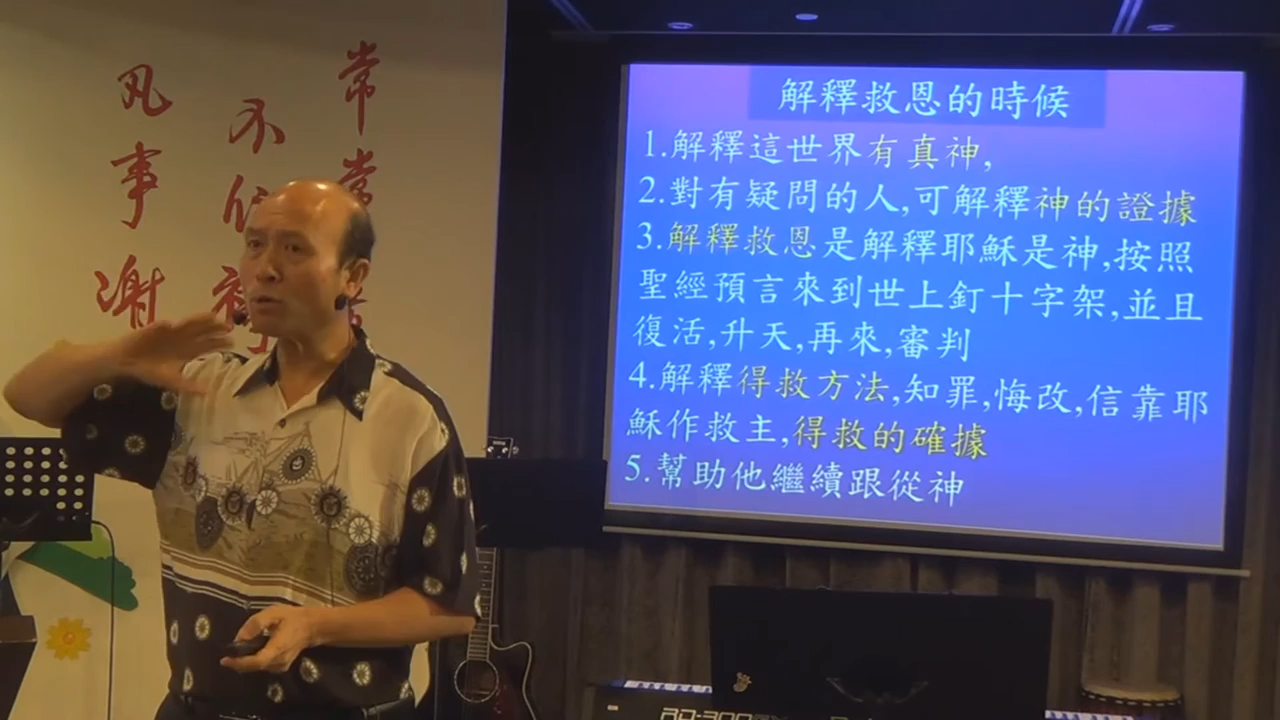 常常
不
凡事謝
解釋救恩的時候
1.解釋這世界有真神,
2.對有疑問的人,可解釋神的證據
3.解釋救恩是解釋耶穌是神,按照
聖經預言來到世上釘十字架,並且
復活,升天,再來,審判
4.解釋得救方法,知罪,悔改,信靠耶
穌作救主,得救的確據
5.幫助他繼續跟從神